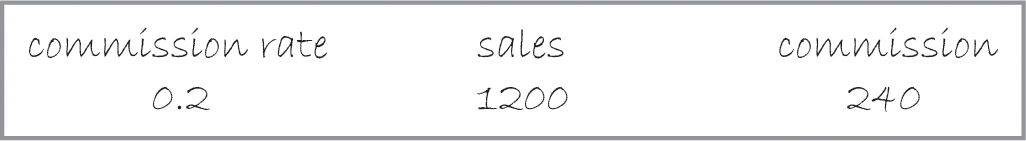 commission rate sales commission
0.2 1200 240